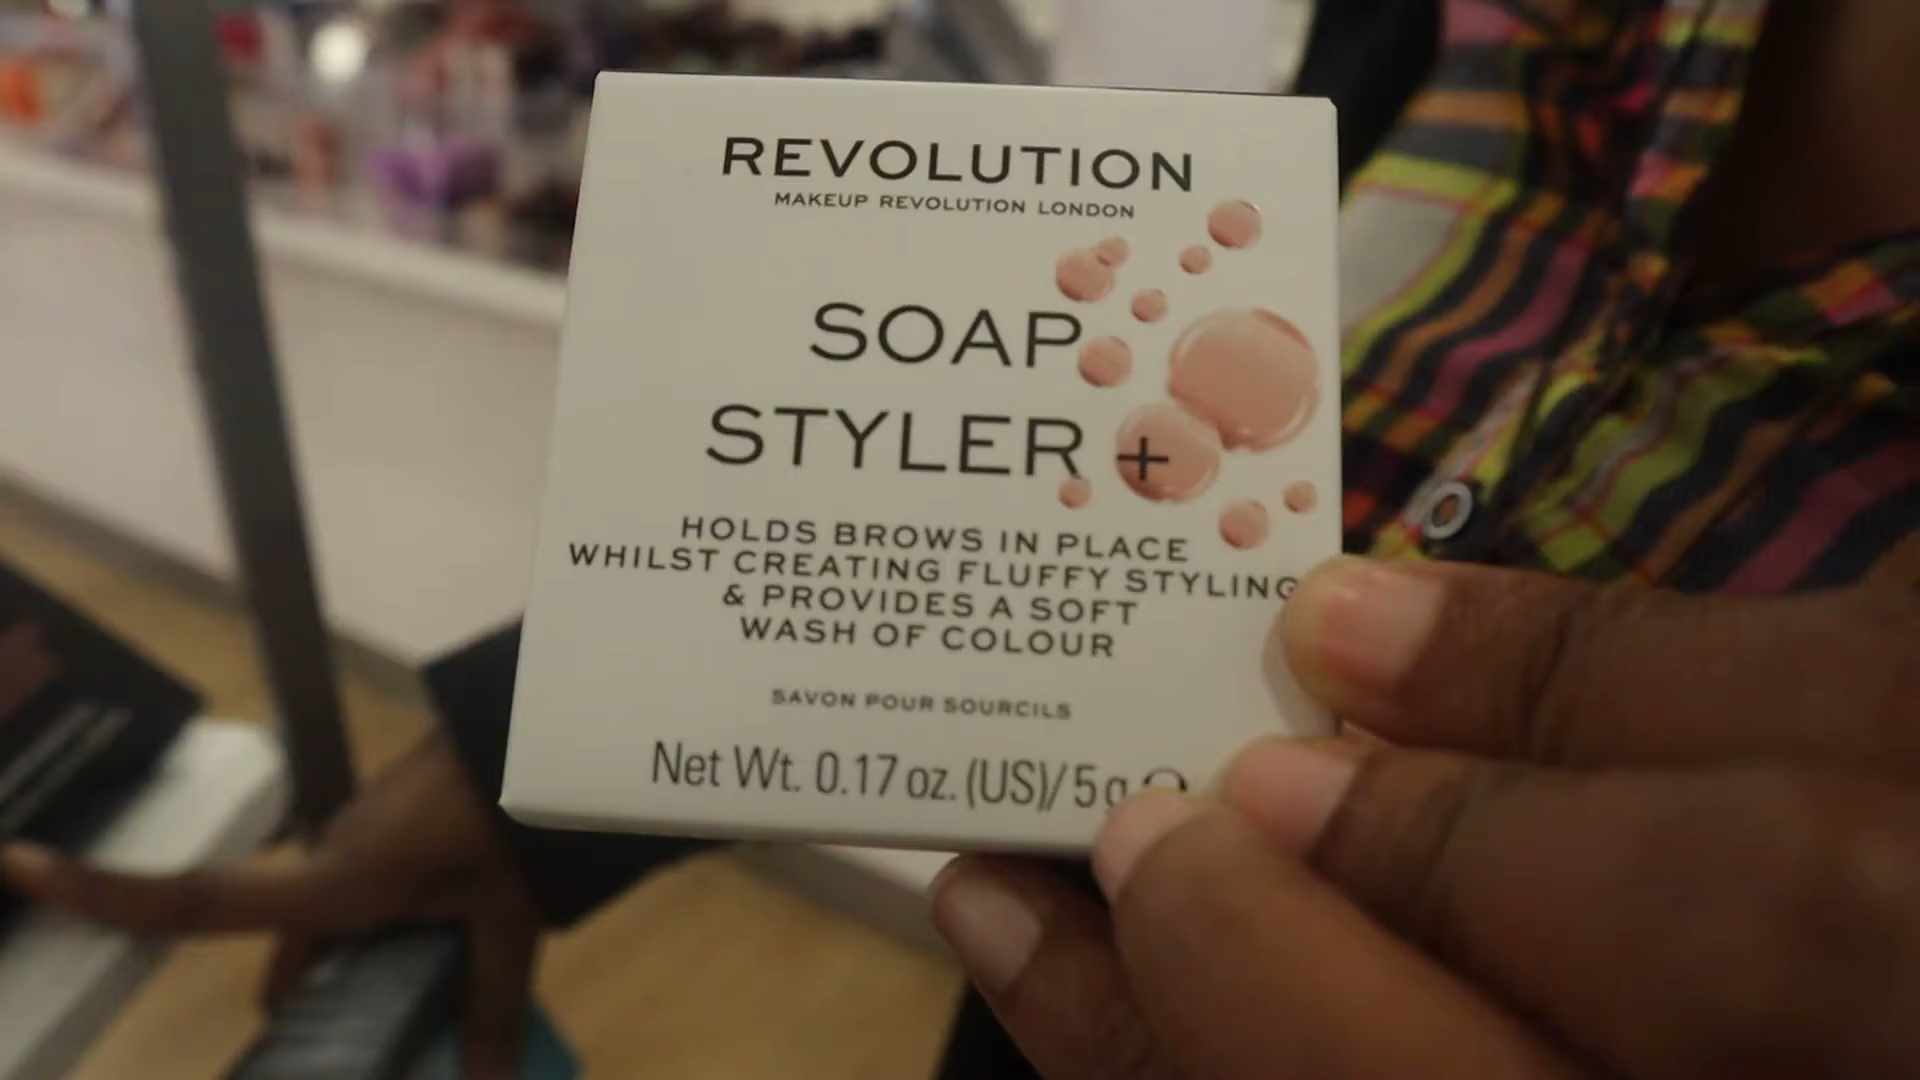 REVOLUTION
MAKEUP REVOLUTION LONDON
SOAP
STYLER +
HOLDS BROWS IN PLACE
WHILST CREATING FLUFFY STYLING
& PROVIDES A SOFT
WASH OF COLOUR
SAVON POUR SOURCILS
Net Wt. 0.17 oz. (US)/ 5g ℮